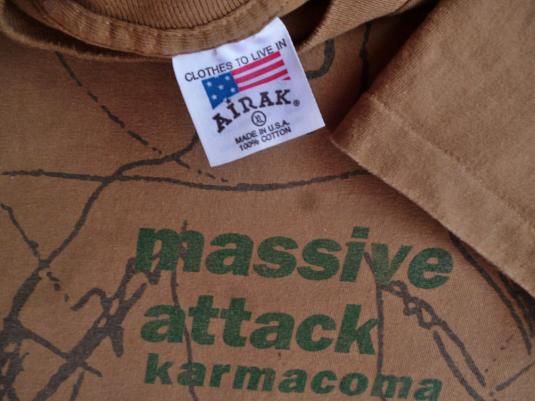 CLOTHES TO LIVE IN
AIRAK®
XL
MADE IN U.S.A.
100% COTTON
massive
attack
karmacoma